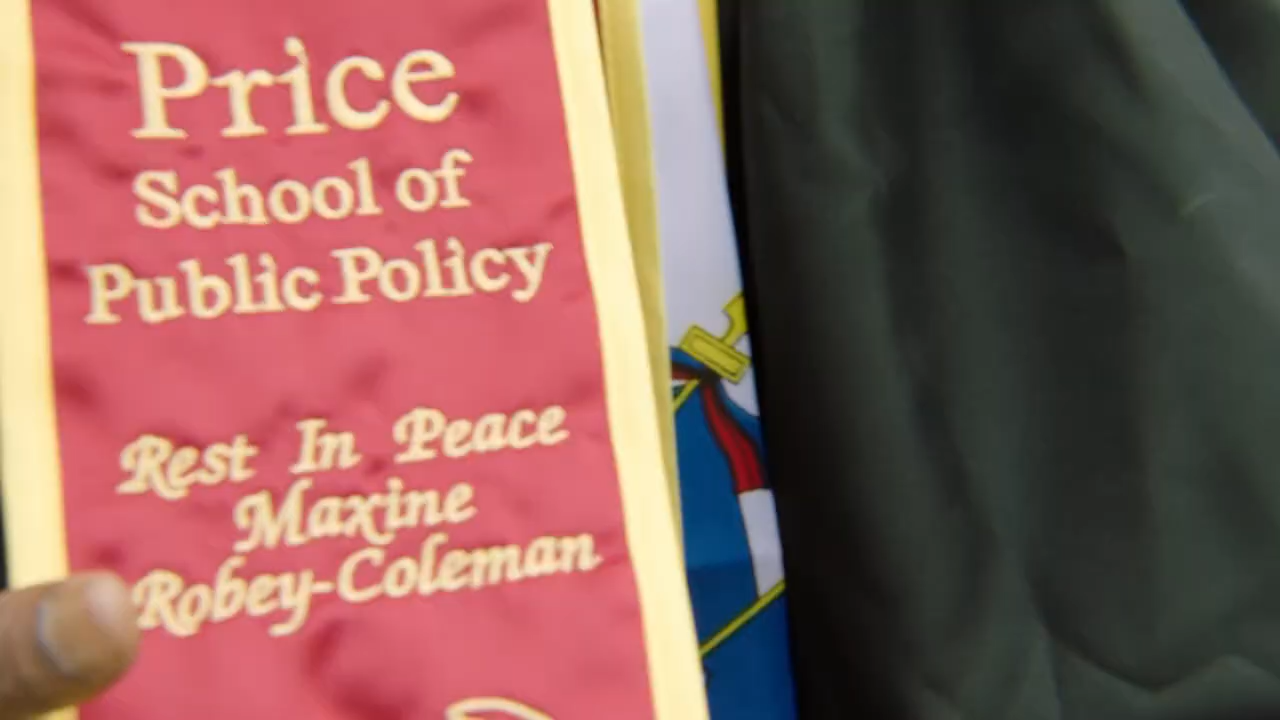 Price
School of
Public Policy
Rest In Peace
Maxine
Robey-Coleman